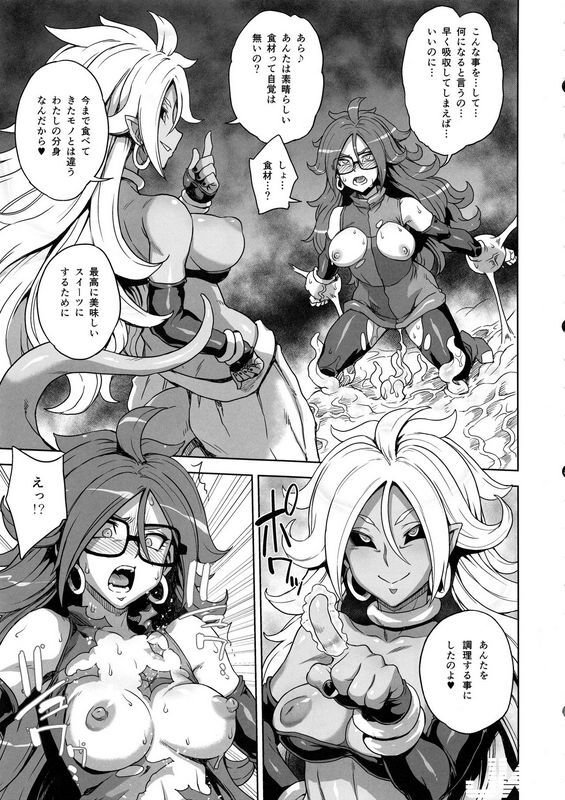 こんな事を…して…
何になると言うの…
早く吸収してしまえば…
いいのに…
あら♪
あんたは素晴らしい
食材って自覚は
無いの？
しょ…
食材…？
今まで食べて
きたモノとは違う
わたしの分身
なんだから♥
最高に美味しい
スイーツに
するために
あんたを
調理する事に
したのよ♥
ポワッ
えっ!?